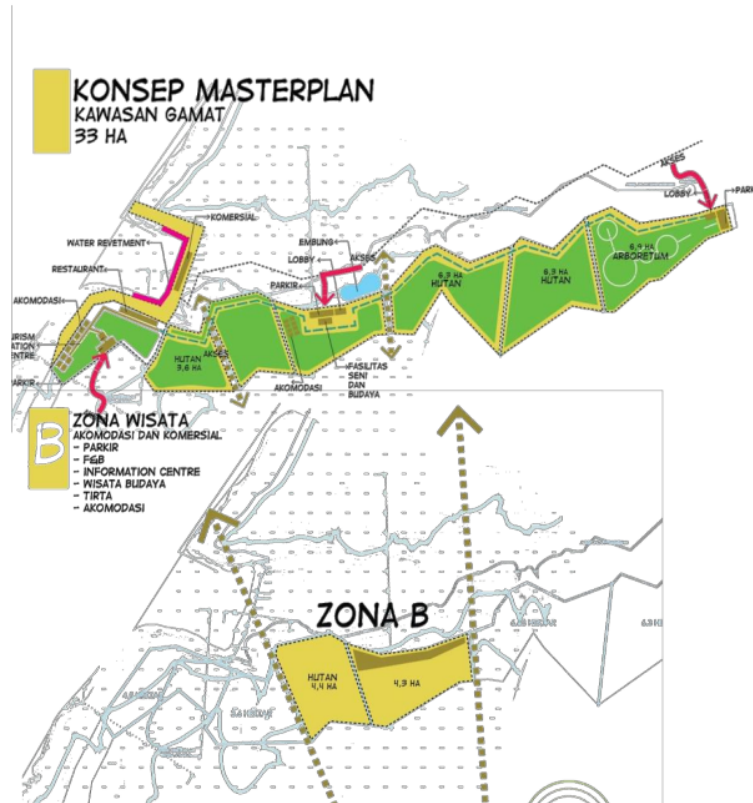 KONSEP MASTERPLAN
KAWASAN GAMAT
33 HA
AKSES
LOBBY
PARK
KOMERSIAL
WATER REVETMENT
RESTAURANT
AKOMODASI
URISM
ATION
ENTRE
PARKIR
EMBUNG
LOBBY
AKSES
PARKIR
6,9 HA
ARBORETUM
6,3 HA
HUTAN
6,3 HA
HUTAN
HUTAN
3,6 HA
AKSES
AKOMODASI
FASILITAS
SENI
DAN
BUDAYA
B
ZONA WISATA
AKOMODASI DAN KOMERSIAL
- PARKIR
- F&B
- INFORMATION CENTRE
- WISATA BUDAYA
- TIRTA
- AKOMODASI
ZONA B
HUTAN
4,4 HA
4,3 HA